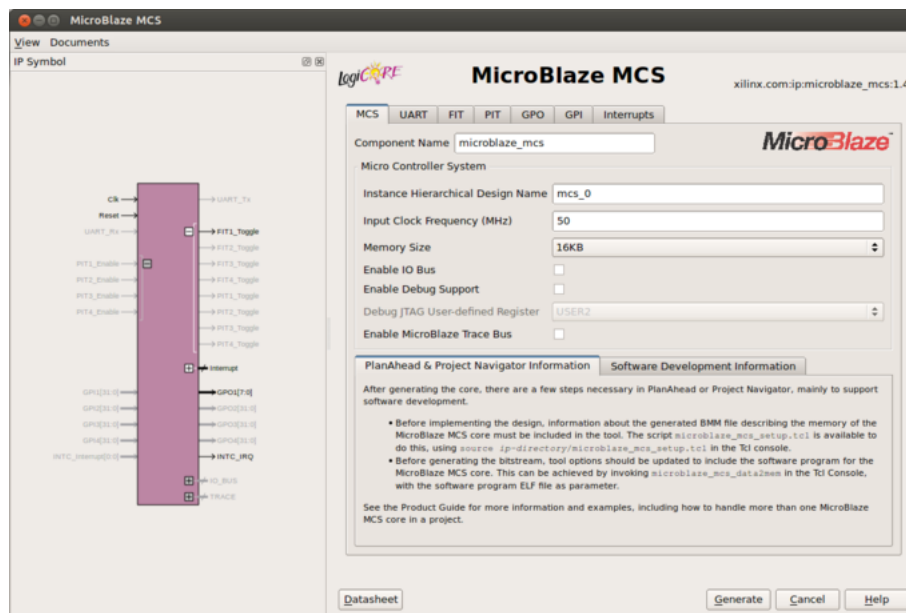 MicroBlaze MCS
View Documents
IP Symbol
Clk
Reset
UART_Rx
PIT1_Enable
PIT2_Enable
PIT3_Enable
PIT4_Enable
GPI1[31:0]
GPI2[31:0]
GPI3[31:0]
GPI4[31:0]
INTC_Interrupt[0:0]
UART_Tx
FIT1_Toggle
FIT2_Toggle
FIT3_Toggle
FIT4_Toggle
PIT1_Toggle
PIT2_Toggle
PIT3_Toggle
PIT4_Toggle
Interrupt
GPO1[7:0]
GPO2[31:0]
GPO3[31:0]
GPO4[31:0]
INTC_IRQ
IO_BUS
TRACE
LogiCORE
MicroBlaze MCS
xilinx.com:ip:microblaze_mcs:1.4
MCS UART FIT PIT GPO GPI Interrupts
Component Name microblaze_mcs
MicroBlaze
Micro Controller System
Instance Hierarchical Design Name mcs_0
Input Clock Frequency (MHz) 50
Memory Size 16KB
Enable IO Bus
Enable Debug Support
Debug JTAG User-defined Register USER2
Enable MicroBlaze Trace Bus
PlanAhead & Project Navigator Information Software Development Information
After generating the core, there are a few steps necessary in PlanAhead or Project Navigator, mainly to support
software development.
• Before implementing the design, information about the generated BMM file describing the memory of the
MicroBlaze MCS core must be included in the tool. The script microblaze_mcs_setup.tcl is available to
do this, using source ip-directory/microblaze_mcs_setup.tcl in the Tcl console.
• Before generating the bitstream, tool options should be updated to include the software program for the
MicroBlaze MCS core. This can be achieved by invoking microblaze_mcs_data2mem in the Tcl Console,
with the software program ELF file as parameter.
See the Product Guide for more information and examples, including how to handle more than one MicroBlaze
MCS core in a project.
Datasheet Generate Cancel Help